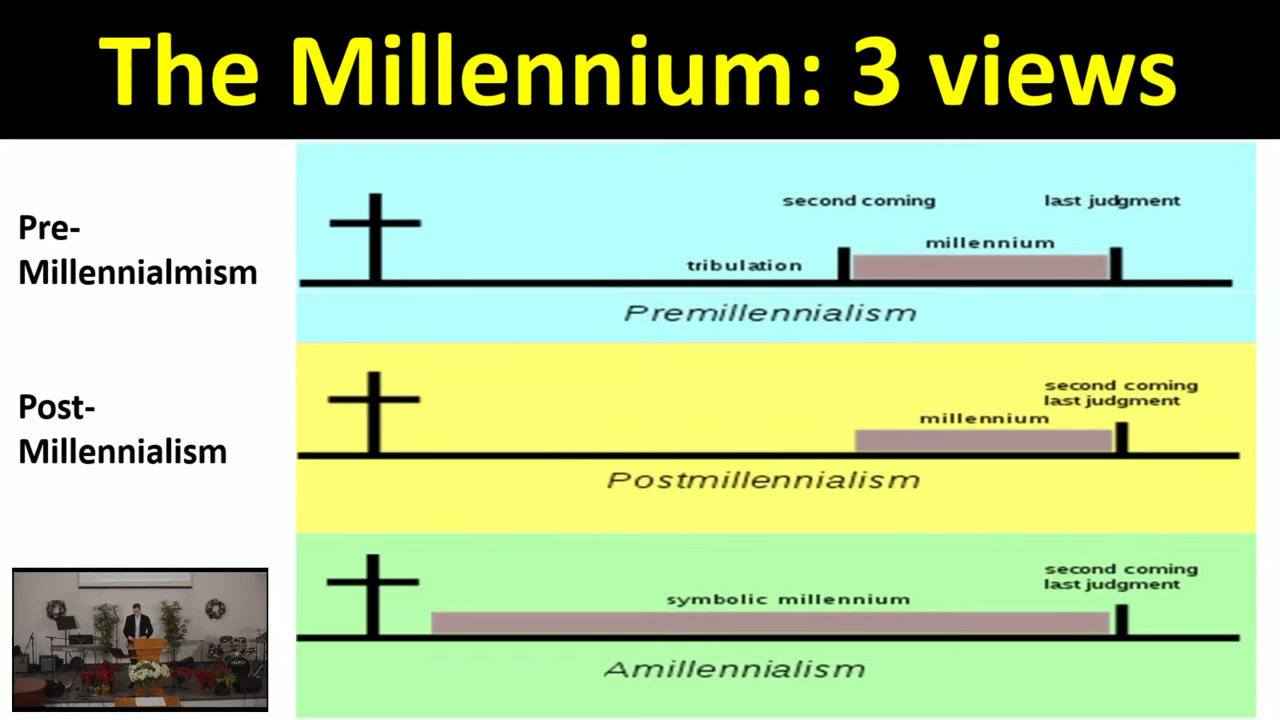 The Millennium: 3 views
Pre-
Millennialmism
second coming
last judgment
millennium
tribulation
Premillennialism
Post-
Millennialism
second coming
last judgment
millennium
Postmillennialism
second coming
last judgment
symbolic millennium
Amillennialism